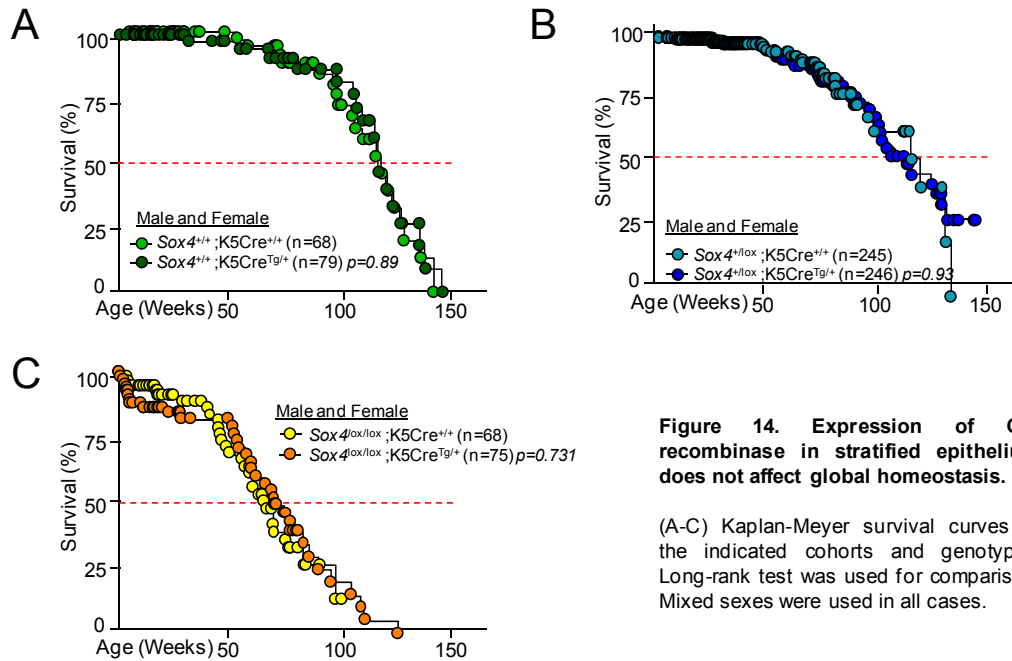 A
100
75
50
25
0
Survival (%)
Male and Female
Sox4+/+ ;K5Cre+/+ (n=68)
Sox4+/+ ;K5CreTg/+ (n=79) p=0.89
Age (Weeks) 50 100 150
B
100
75
50
25
0
Survival (%)
Male and Female
Sox4+/lox ;K5Cre+/+ (n=245)
Sox4+/lox ;K5CreTg/+ (n=246) p=0.93
Age (Weeks) 50 100 150
C
100
75
50
25
0
Survival (%)
Male and Female
Sox4lox/lox ;K5Cre+/+ (n=68)
Sox4lox/lox ;K5CreTg/+ (n=75) p=0.731
Age (Weeks) 50 100 150
Figure 14. Expression of
recombinase in stratified
does not affect global homeostasis.
(A-C) Kaplan-Meyer survival curves
the indicated cohorts and
Long-rank test was used for
Mixed sexes were used in all cases.